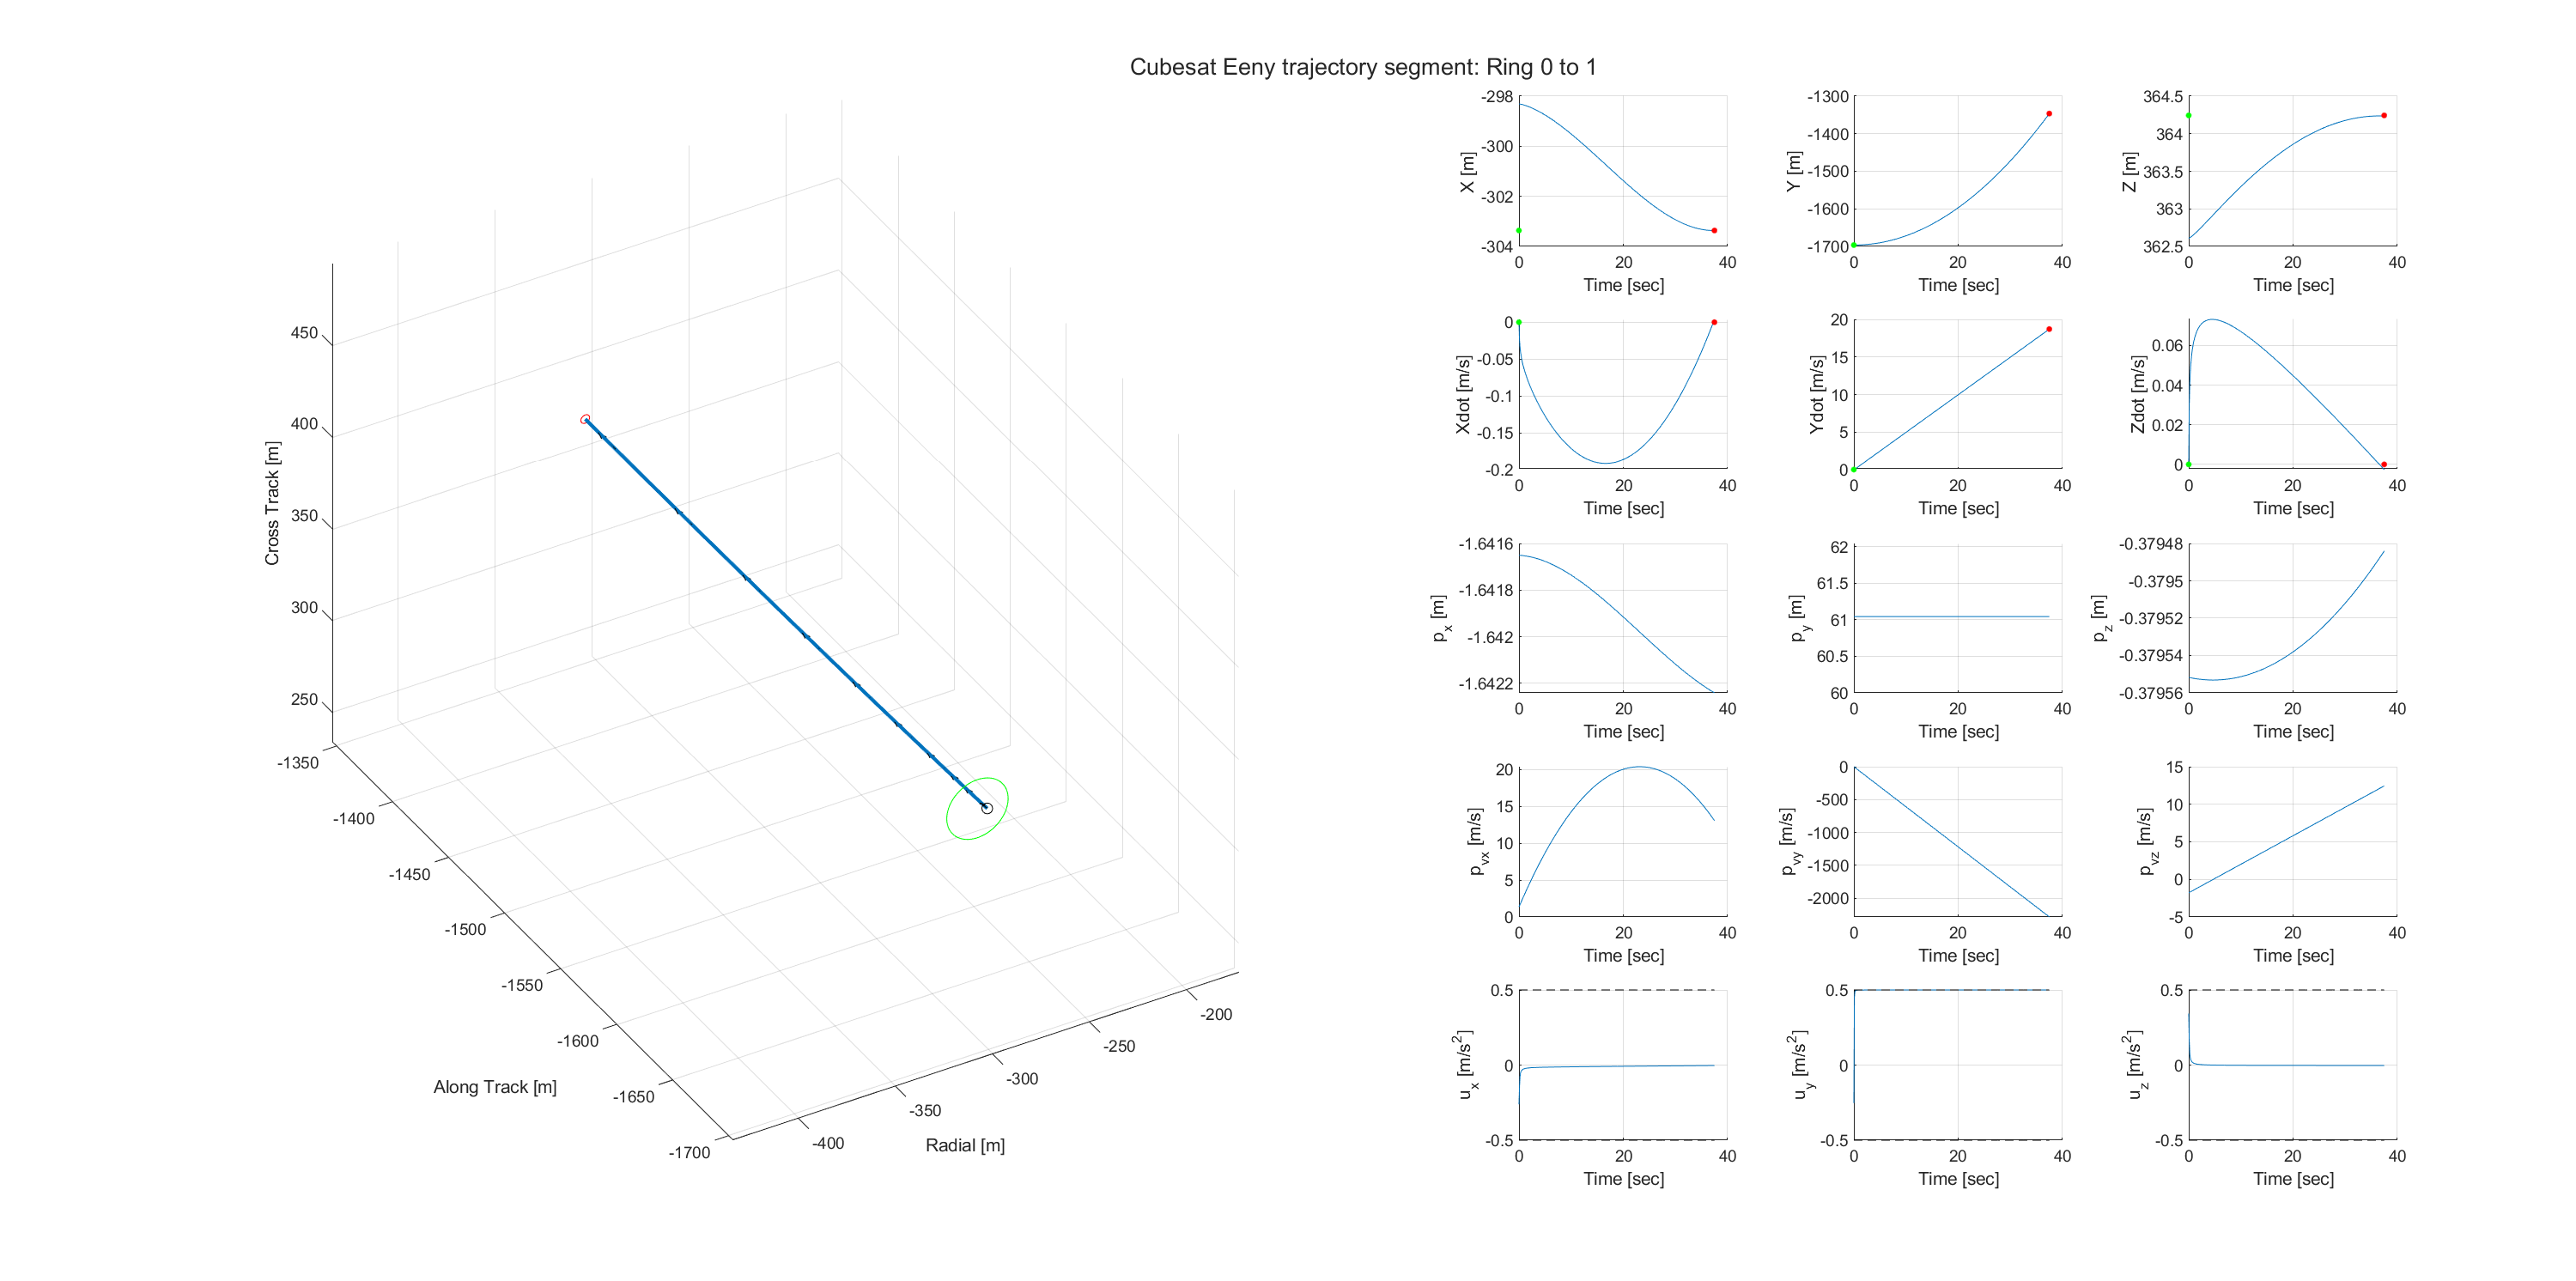 Cubesat Eeny trajectory segment: Ring 0 to 1
450
400
350
300
250
Cross Track [m]
-1350
-1400
-1450
-1500
-1550
-1600
-1650
-1700
Along Track [m]
-400
-350
-300
-250
-200
Radial [m]
-298
-300
-302
-304
X [m]
0 20 40
Time [sec]
-1300
-1400
-1500
-1600
-1700
Y [m]
0 20 40
Time [sec]
364.5
364
363.5
363
362.5
Z [m]
0 20 40
Time [sec]
0
-0.05
-0.1
-0.15
-0.2
Xdot [m/s]
0 20 40
Time [sec]
20
15
10
5
0
Ydot [m/s]
0 20 40
Time [sec]
0.06
0.04
0.02
0
Zdot [m/s]
0 20 40
Time [sec]
-1.6416
-1.6418
-1.642
-1.6422
p_x [m]
0 20 40
Time [sec]
62
61.5
61
60.5
60
p_y [m]
0 20 40
Time [sec]
-0.37948
-0.3795
-0.37952
-0.37954
-0.37956
p_z [m]
0 20 40
Time [sec]
20
15
10
5
0
p_vx [m/s]
0 20 40
Time [sec]
0
-500
-1000
-1500
-2000
p_vy [m/s]
0 20 40
Time [sec]
15
10
5
0
-5
p_vz [m/s]
0 20 40
Time [sec]
0.5
0
-0.5
u_x [m/s²]
0 20 40
Time [sec]
0.5
0
-0.5
u_y [m/s²]
0 20 40
Time [sec]
0.5
0
-0.5
u_z [m/s²]
0 20 40
Time [sec]